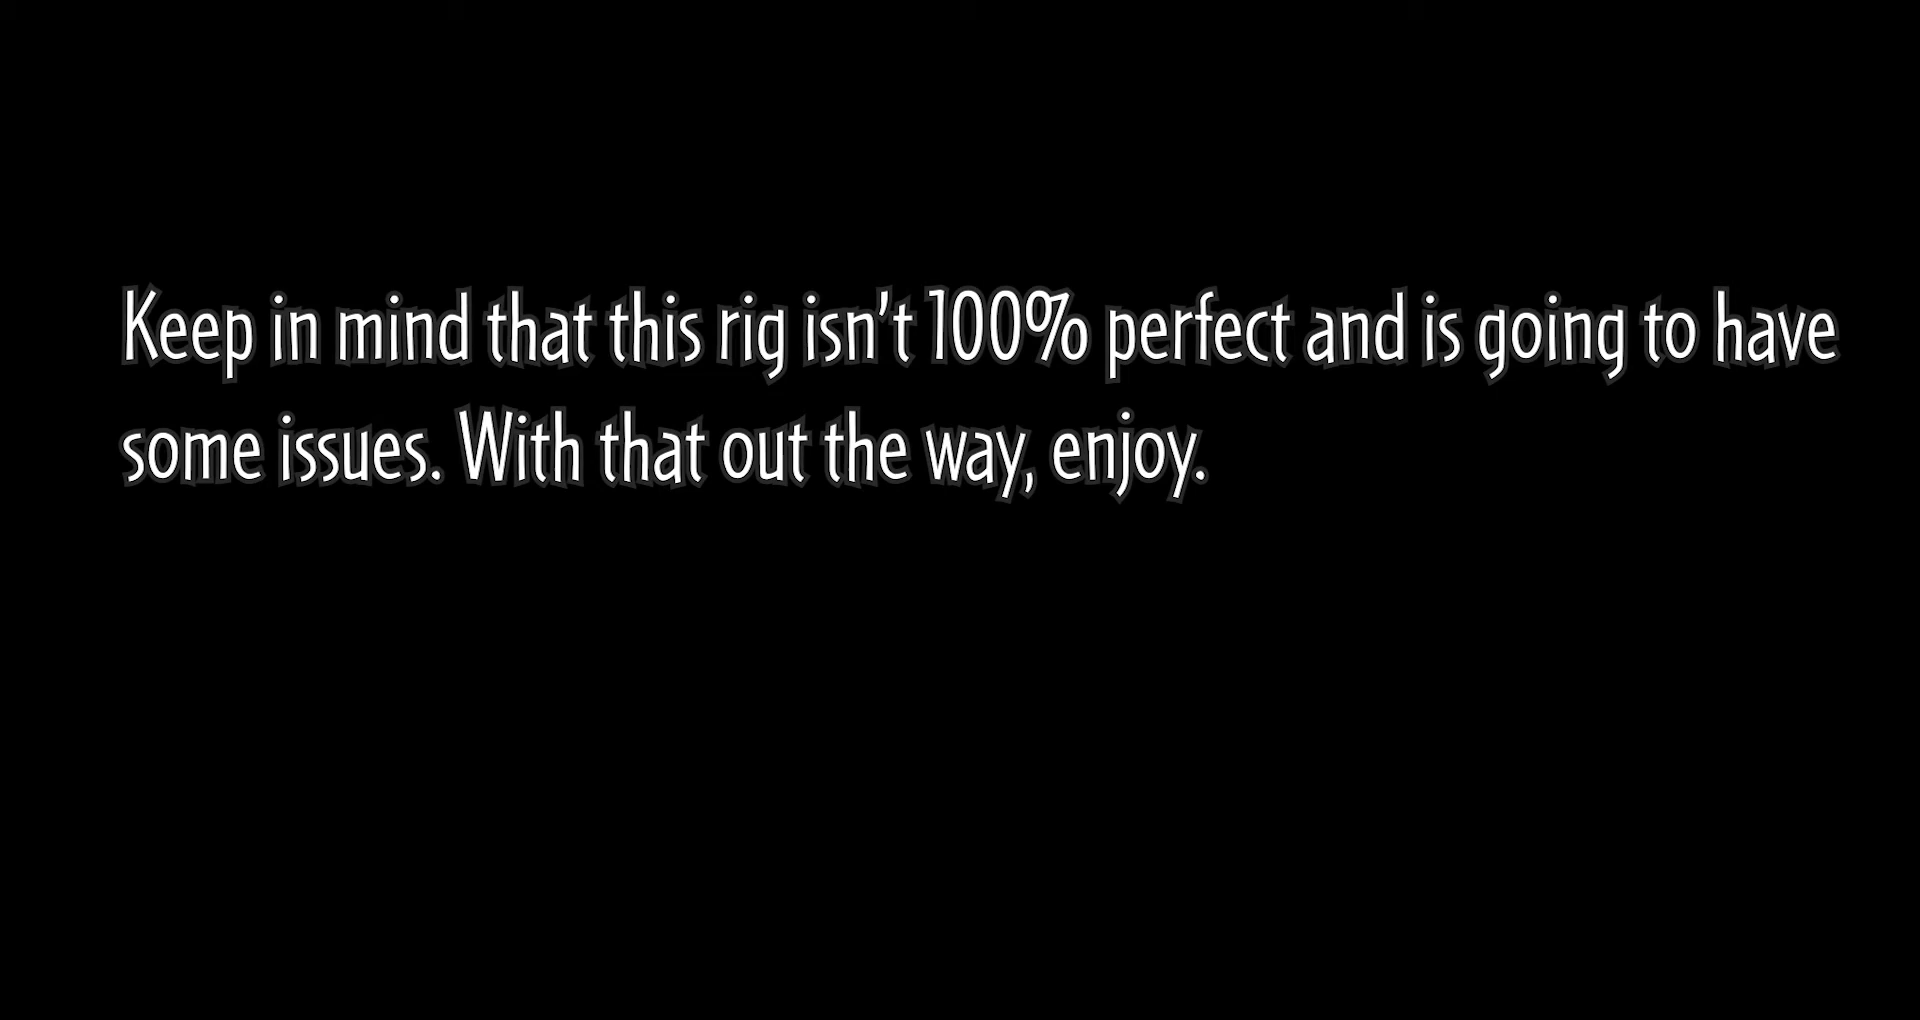 Keep in mind that this rig isn’t 100% perfect and is going to have
some issues. With that out the way, enjoy.